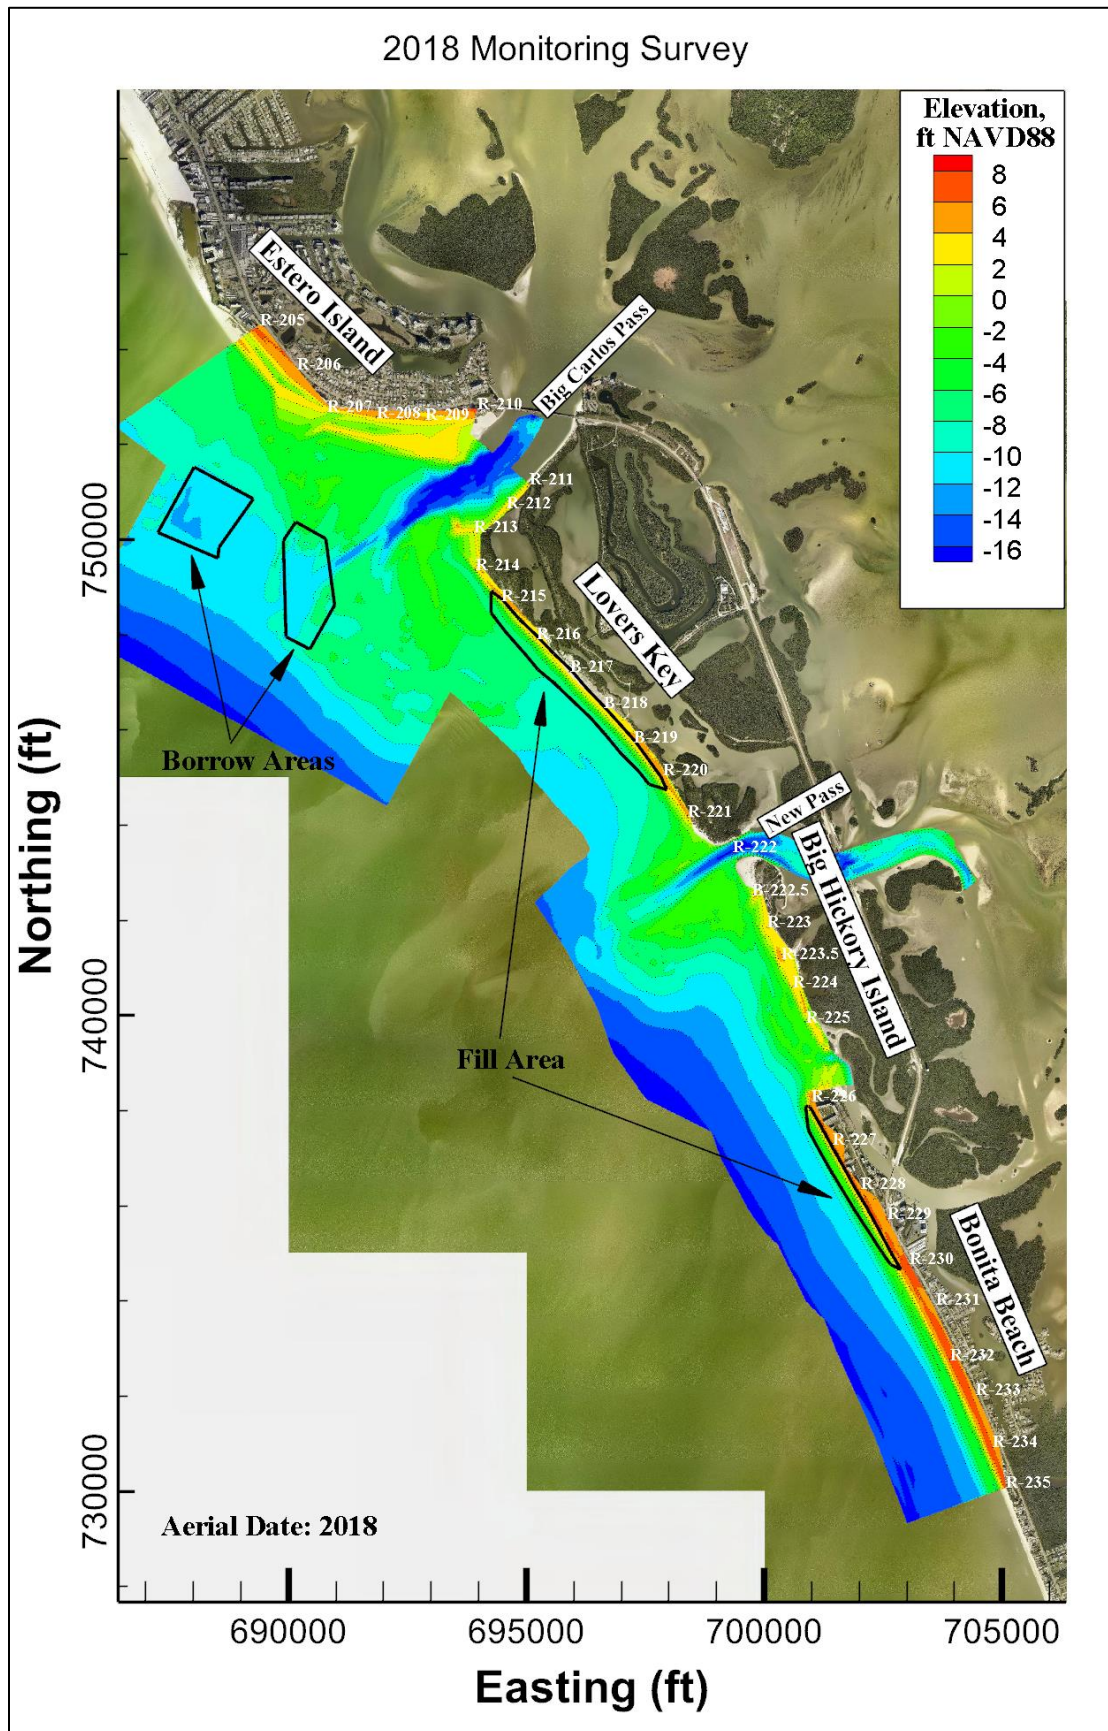 2018 Monitoring Survey
Elevation,
ft NAVD88
8
6
4
2
0
-2
-4
-6
-8
-10
-12
-14
-16
Estero Island
Big Carlos Pass
R-205
R-206
R-207
R-208
R-209
R-210
R-211
R-212
R-213
R-214
R-215
R-216
B-217
B-218
B-219
R-220
R-221
Lovers Key
Borrow Areas
New Pass
R-222
B-222.5
R-223
R-223.5
R-224
R-225
Big Hickory Island
Fill Area
R-226
R-227
R-228
R-229
R-230
R-231
R-232
R-233
R-234
R-235
Bonita Beach
Aerial Date: 2018
750000
740000
730000
Northing (ft)
690000
695000
700000
705000
Easting (ft)